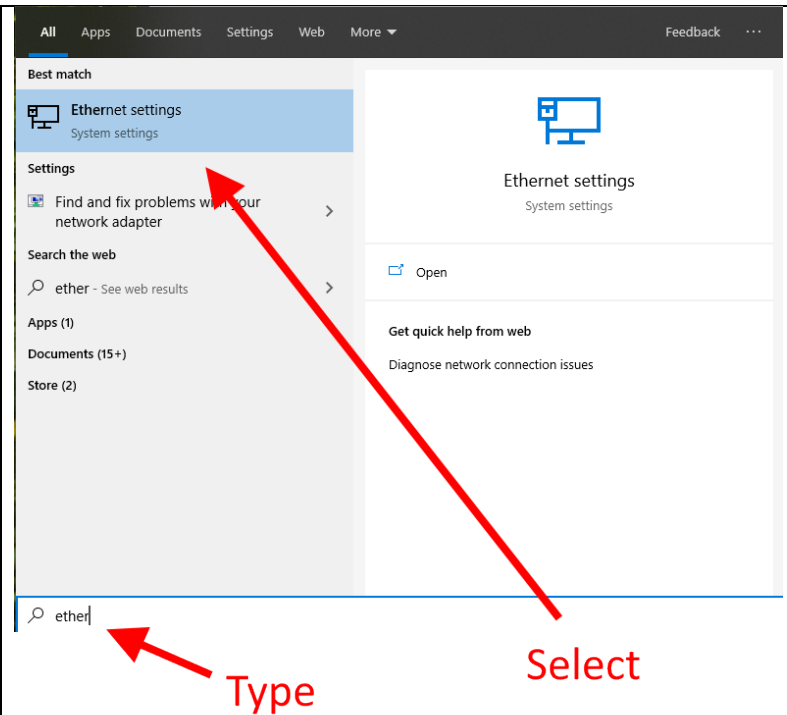 All Apps Documents Settings Web More Feedback ...
Best match
Ethernet settings
System settings
Settings
Find and fix problems with your
network adapter
Search the web
ether - See web results
Apps (1)
Documents (15+)
Store (2)
Ethernet settings
System settings
Open
Get quick help from web
Diagnose network connection issues
ether
Type
Select